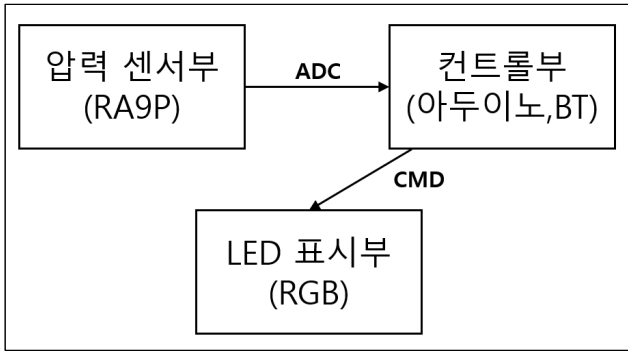 압력 센서부
(RA9P)
ADC
컨트롤부
(아두이노,BT)
CMD
LED 표시부
(RGB)